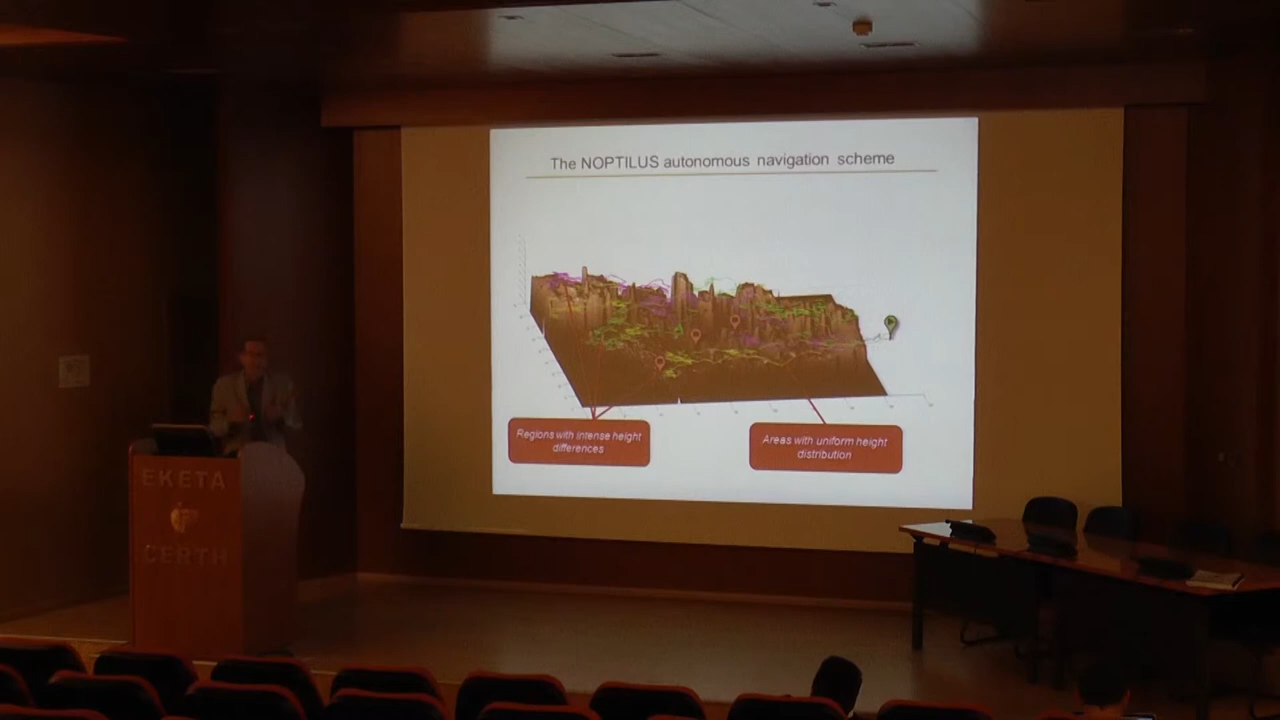 The NOPTILUS autonomous navigation scheme
Regions with intense height
differences
Areas with uniform height
distribution
EKETA
CERTH